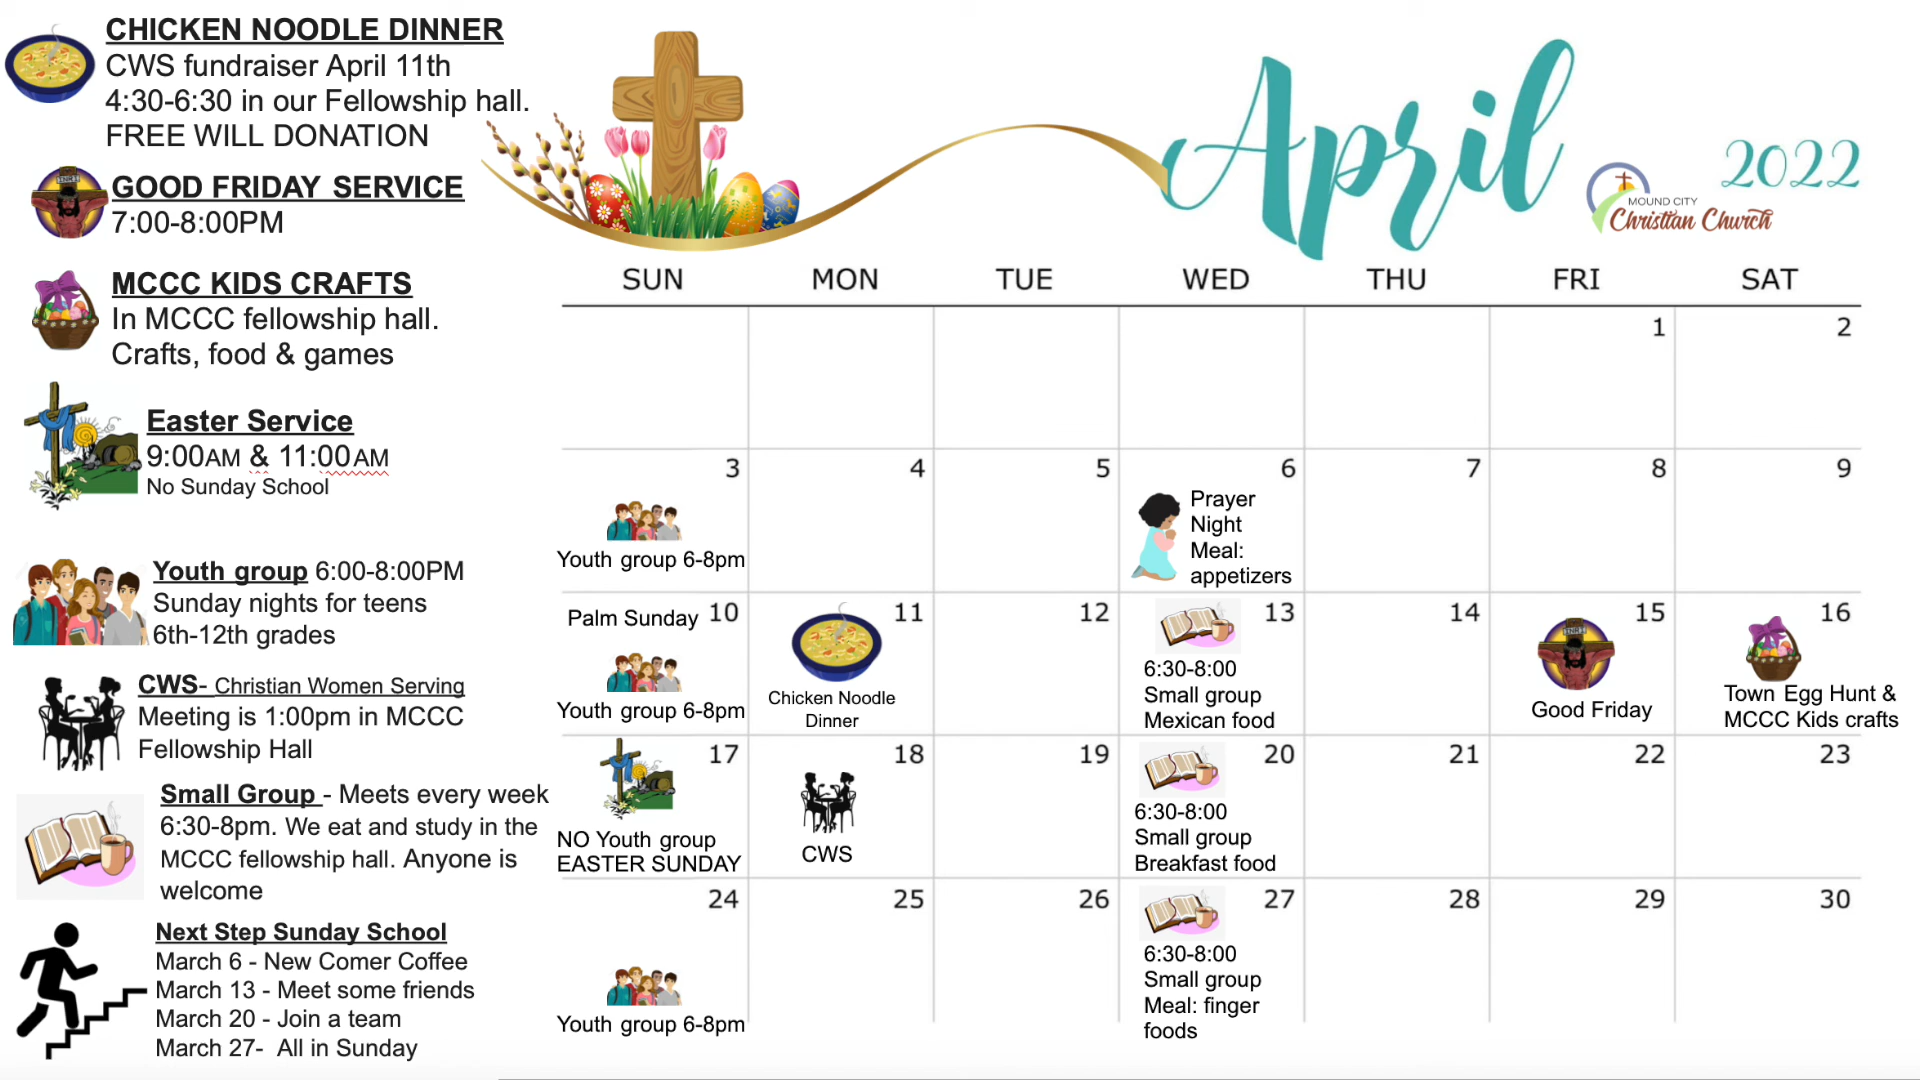 CHICKEN NOODLE DINNER
CWS fundraiser April 11th
4:30-6:30 in our Fellowship hall.
FREE WILL DONATION
INRI
GOOD FRIDAY SERVICE
7:00-8:00PM
MCCC KIDS CRAFTS
In MCCC fellowship hall.
Crafts, food & games
Easter Service
9:00AM & 11:00AM
No Sunday School
Youth group 6:00-8:00PM
Sunday nights for teens
6th-12th grades
CWS- Christian Women Serving
Meeting is 1:00pm in MCCC
Fellowship Hall
Small Group - Meets every week
6:30-8pm. We eat and study in the
MCCC fellowship hall. Anyone is
welcome
Next Step Sunday School
March 6 - New Comer Coffee
March 13 - Meet some friends
March 20 - Join a team
March 27- All in Sunday
April
2022
MOUND CITY
Christian Church
SUN MON TUE WED THU FRI SAT
1 2
3 4 5 6 7 8 9
Youth group 6-8pm
Prayer
Night
Meal:
appetizers
Palm Sunday 10 11 12 13 14 15 16
Youth group 6-8pm
Chicken Noodle
Dinner
6:30-8:00
Small group
Mexican food
INRI
Good Friday
Town Egg Hunt &
MCCC Kids crafts
17 18 19 20 21 22 23
NO Youth group
EASTER SUNDAY
CWS
6:30-8:00
Small group
Breakfast food
24 25 26 27 28 29 30
Youth group 6-8pm
6:30-8:00
Small group
Meal: finger
foods